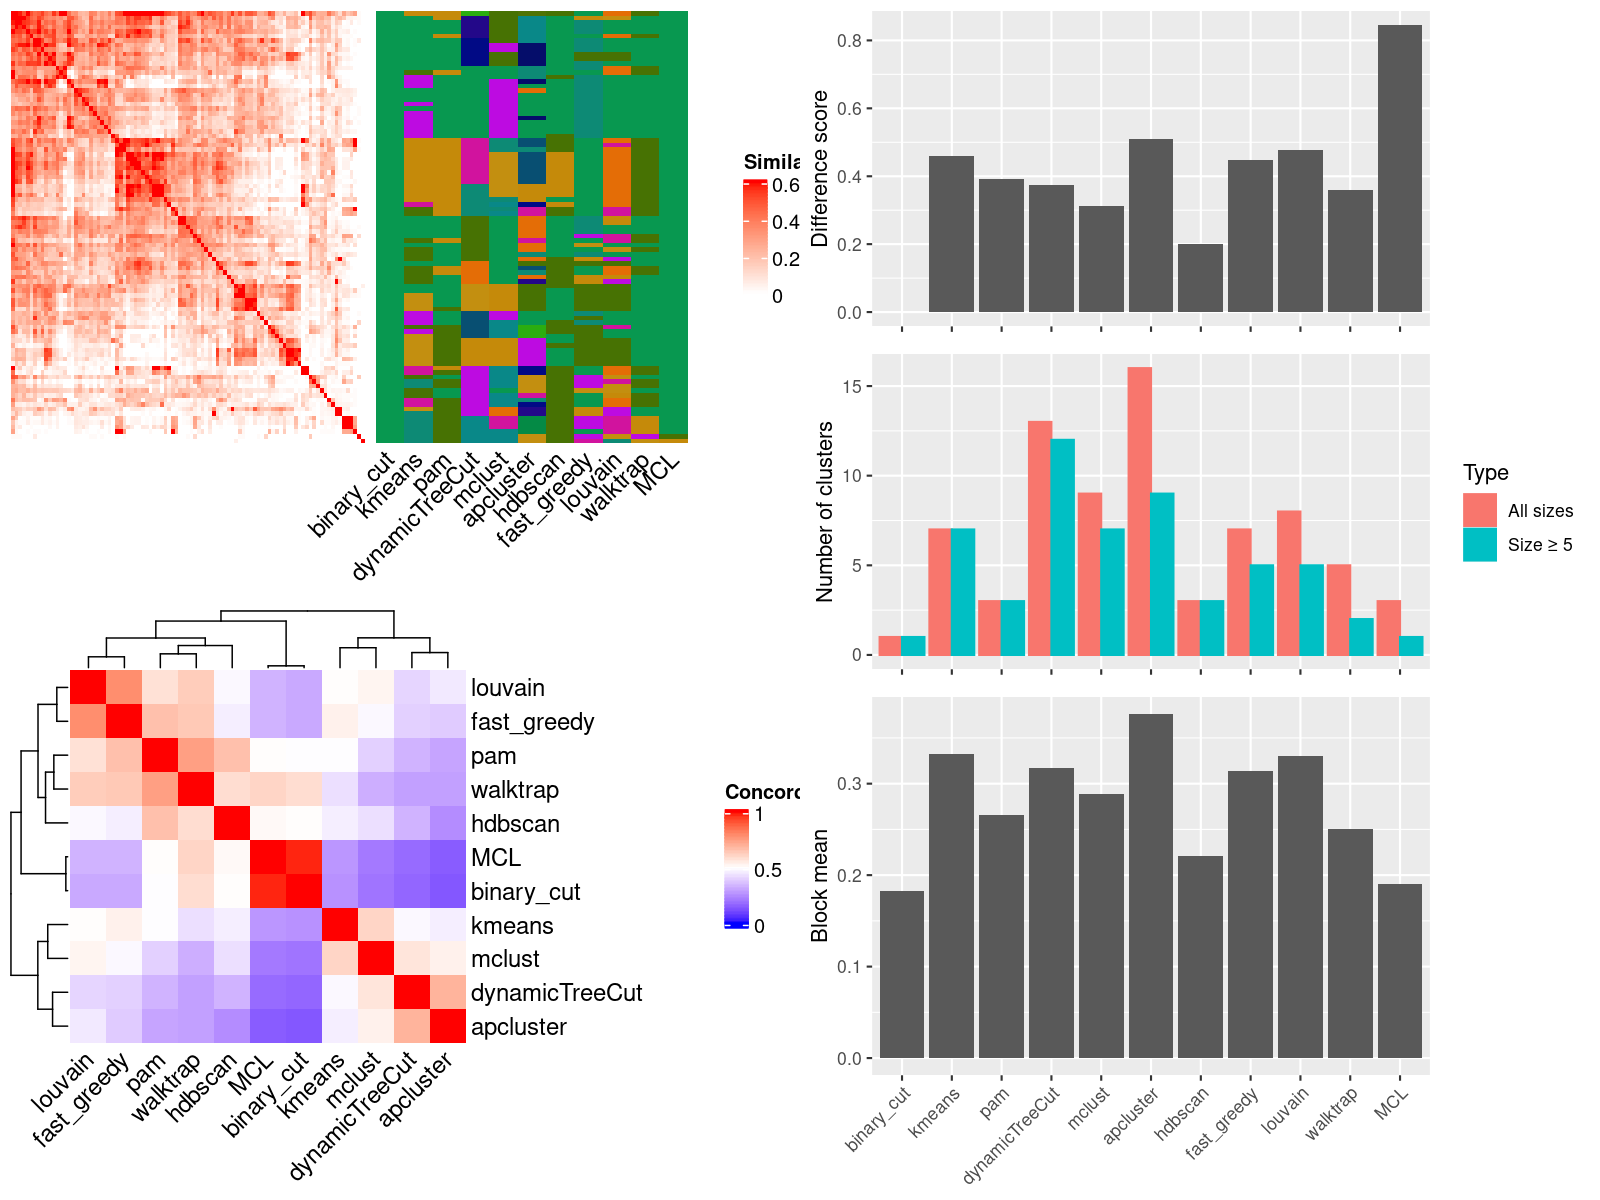 Simila
0.6
0.4
0.2
0
binary_cut
kmeans
pam
dynamicTreeCut
mclust
apcluster
hdbscan
fast_greedy
louvain
walktrap
MCL
louvain
fast_greedy
pam
walktrap
hdbscan
MCL
binary_cut
kmeans
mclust
dynamicTreeCut
apcluster
louvain
fast_greedy
pam
walktrap
hdbscan
MCL
binary_cut
kmeans
mclust
dynamicTreeCut
apcluster
Concord
1
0.5
0
Difference score
0.8
0.6
0.4
0.2
0.0
Number of clusters
15
10
5
0
Type
All sizes
Size ≥ 5
Block mean
0.3
0.2
0.1
0.0
binary_cut
kmeans
pam
dynamicTreeCut
mclust
apcluster
hdbscan
fast_greedy
louvain
walktrap
MCL